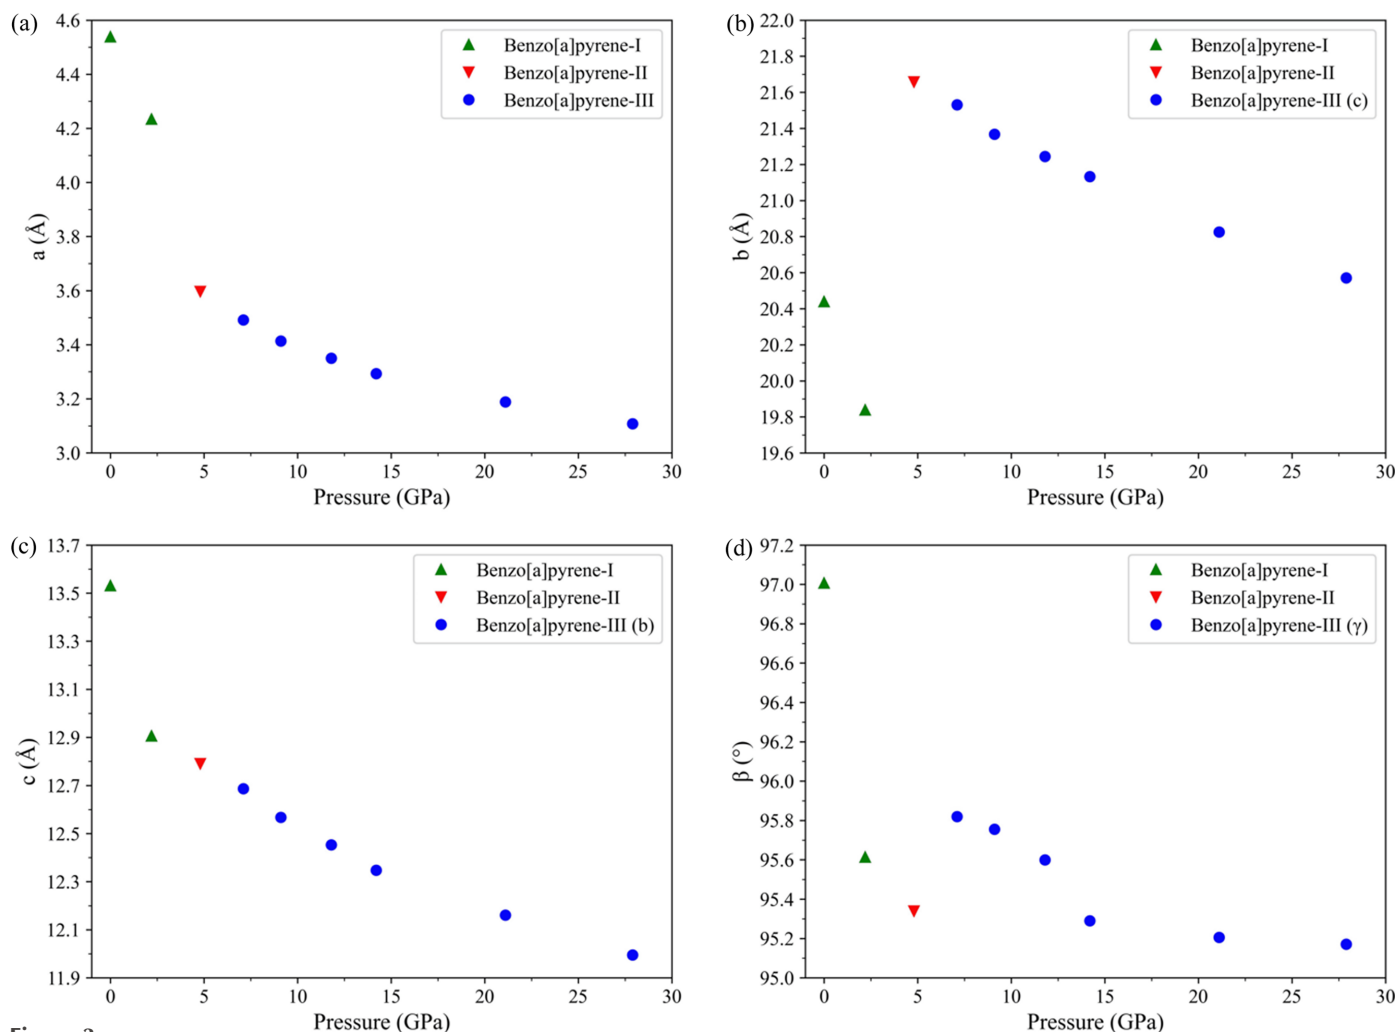 (a)
4.6
4.4
4.2
4.0
3.8
3.6
3.4
3.2
3.0
a (Å)
Benzo[a]pyrene-I
Benzo[a]pyrene-II
Benzo[a]pyrene-III
0 5 10 15 20 25 30
Pressure (GPa)
(b)
22.0
21.8
21.6
21.4
21.2
21.0
20.8
20.6
20.4
20.2
20.0
19.8
19.6
b (Å)
Benzo[a]pyrene-I
Benzo[a]pyrene-II
Benzo[a]pyrene-III (c)
0 5 10 15 20 25 30
Pressure (GPa)
(c)
13.7
13.5
13.3
13.1
12.9
12.7
12.5
12.3
12.1
11.9
c (Å)
Benzo[a]pyrene-I
Benzo[a]pyrene-II
Benzo[a]pyrene-III (b)
0 5 10 15 20 25 30
Pressure (GPa)
(d)
97.2
97.0
96.8
96.6
96.4
96.2
96.0
95.8
95.6
95.4
95.2
95.0
β (°)
Benzo[a]pyrene-I
Benzo[a]pyrene-II
Benzo[a]pyrene-III (γ)
0 5 10 15 20 25 30
Pressure (GPa)